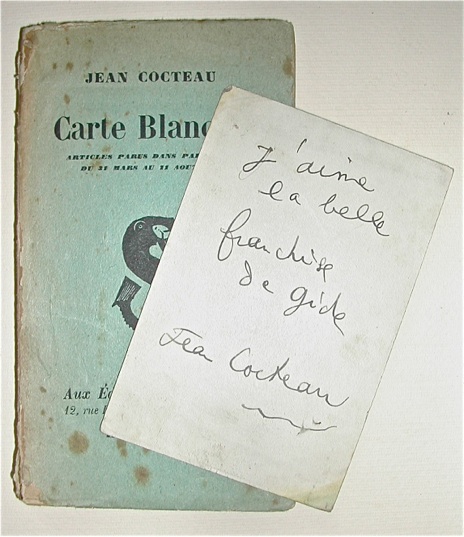 JEAN COCTEAU
Carte Blanc
ARTICLES PARUS DANS PA
DU 31 MARS AU 11 AOU
Aux É
12, rue
J'aime
la belle
franchise
de gide
Jean Cocteau